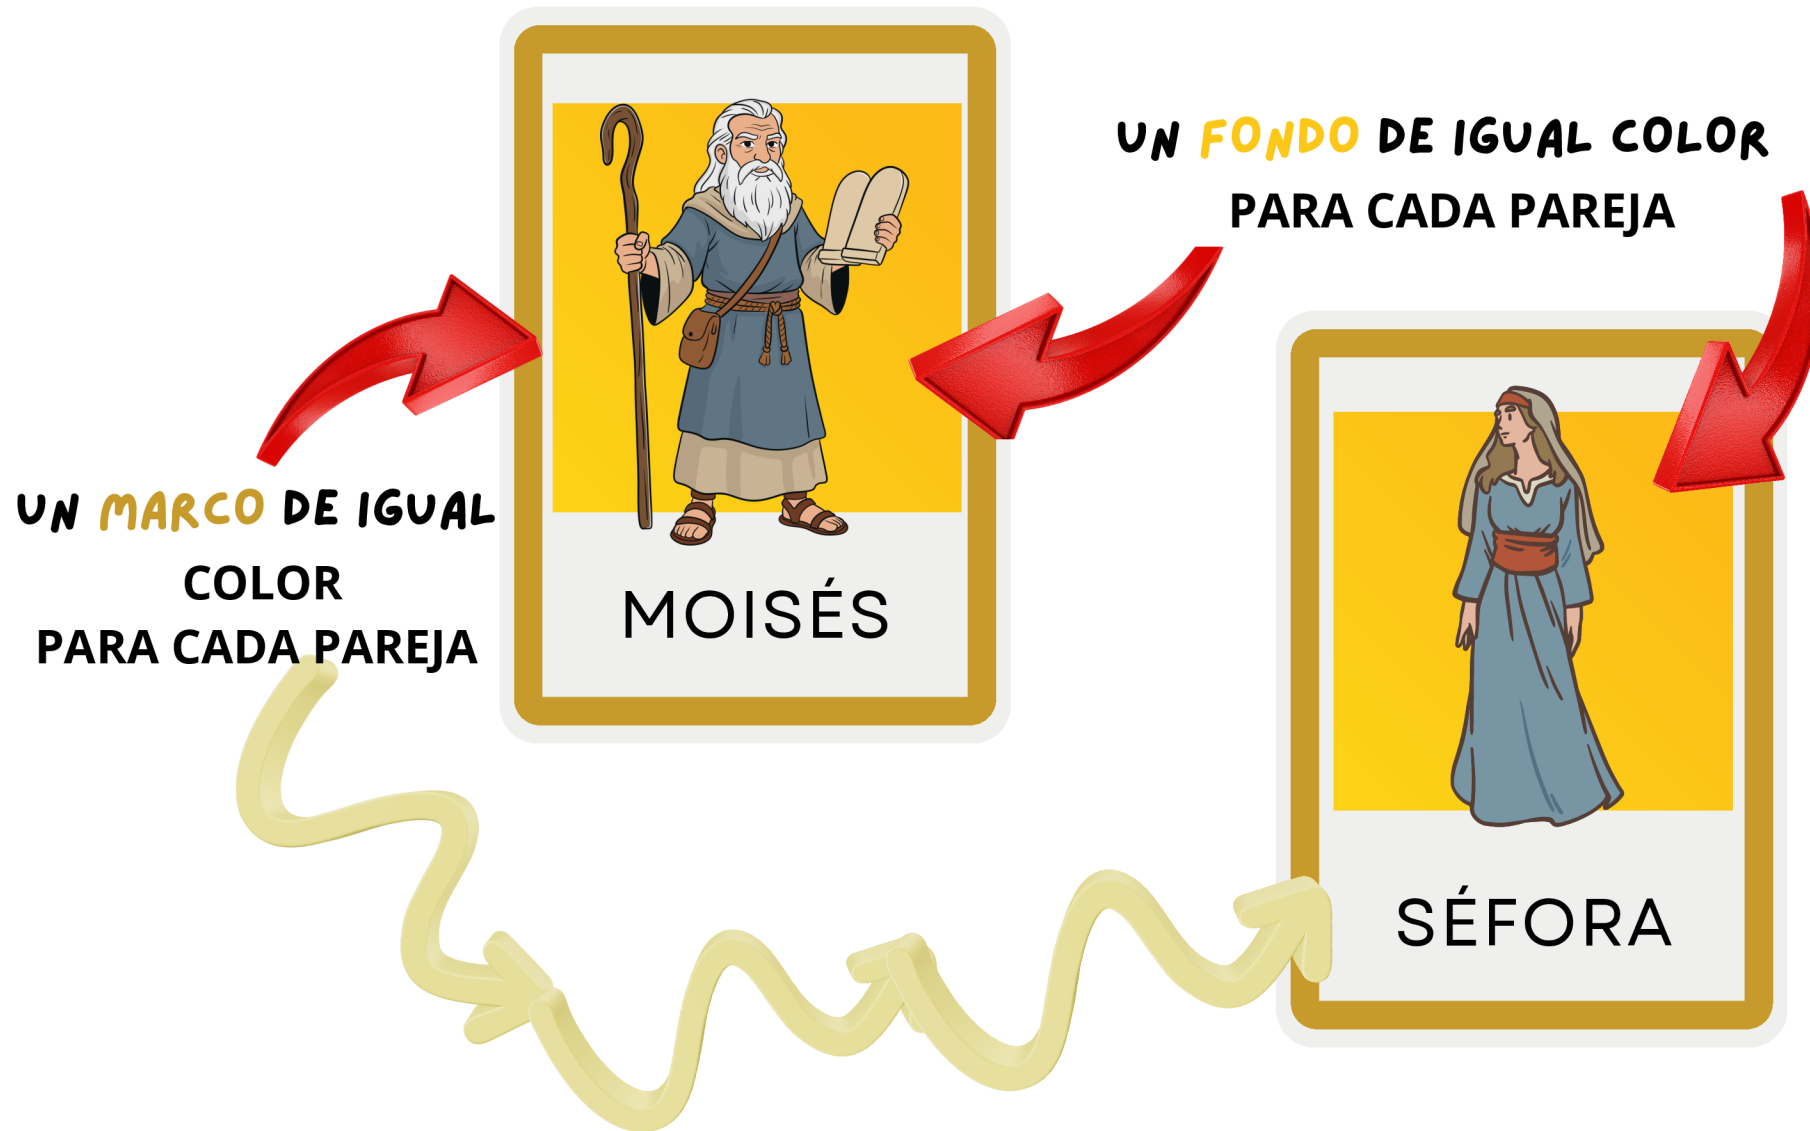 UN FONDO DE IGUAL COLOR
PARA CADA PAREJA
UN MARCO DE IGUAL
COLOR
PARA CADA PAREJA
MOISÉS
SÉFORA